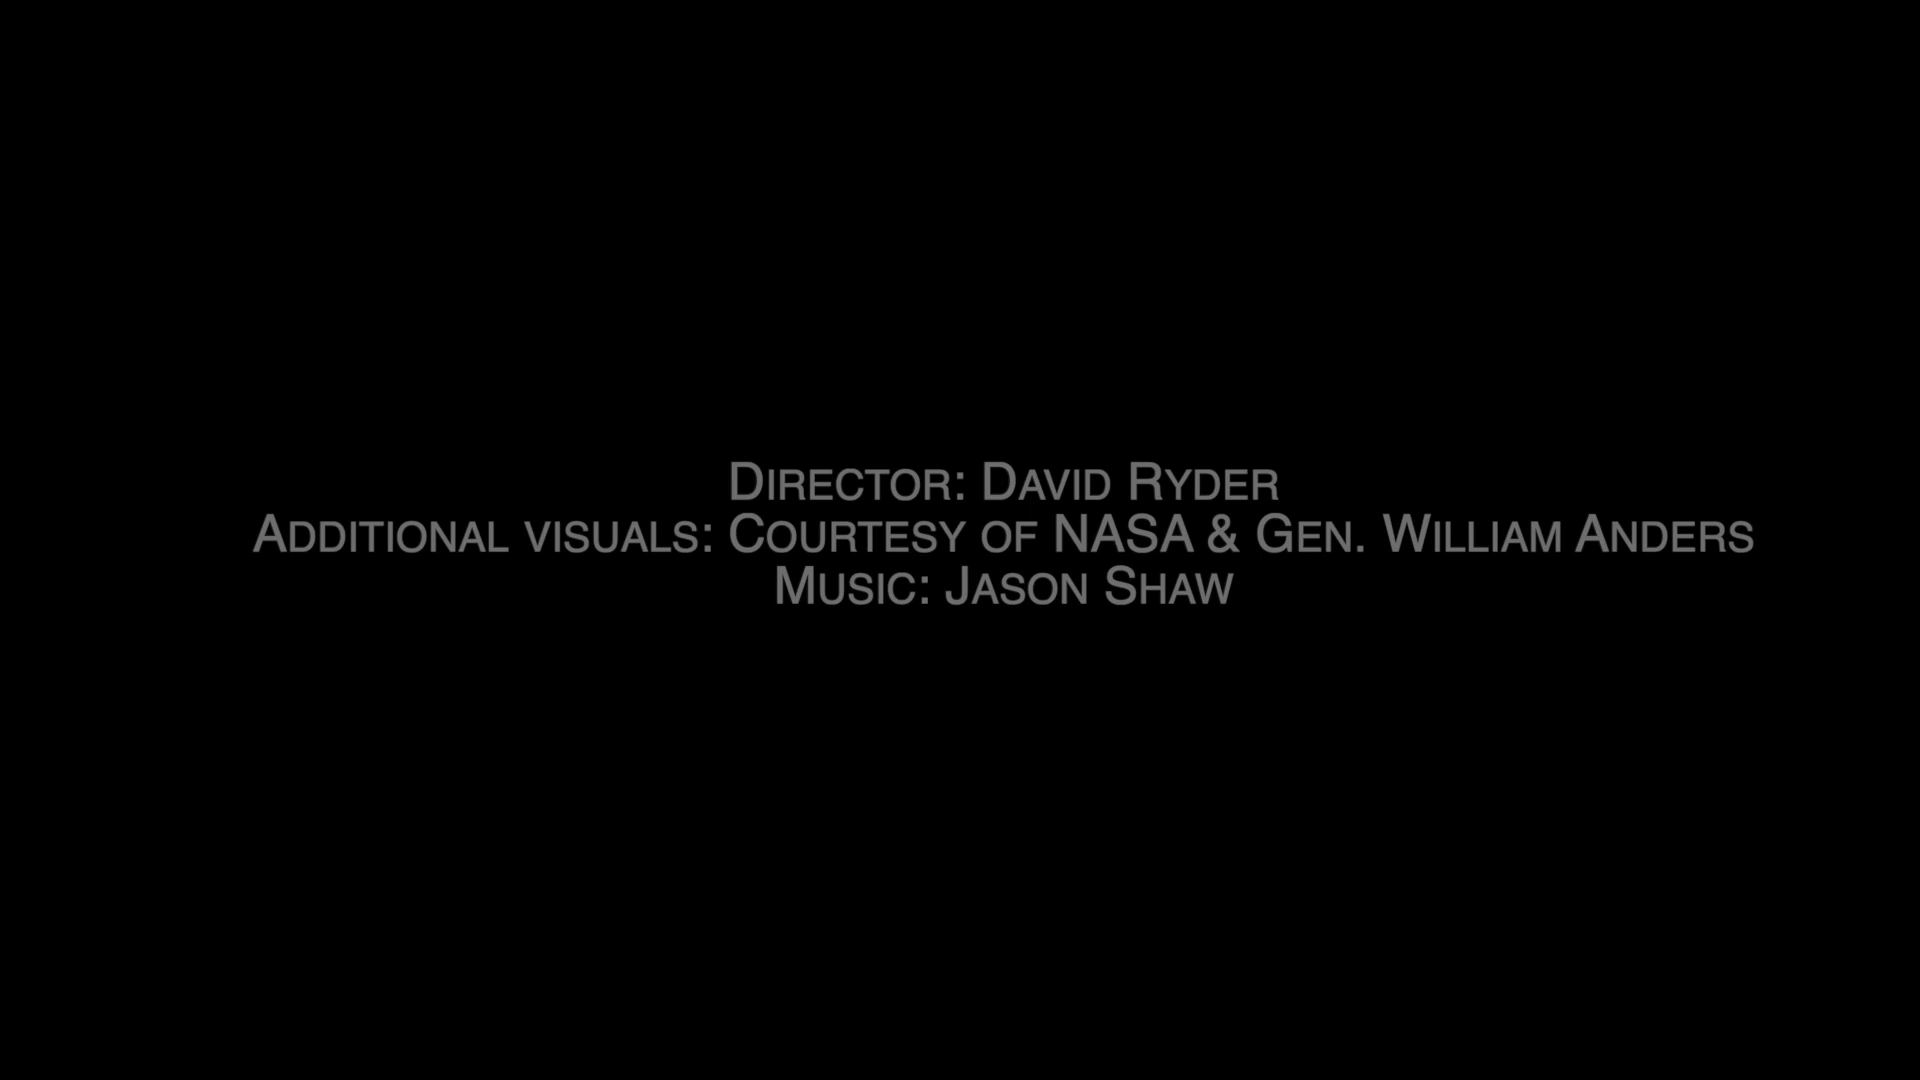 Director: David Ryder
Additional visuals: Courtesy of NASA & Gen. William Anders
Music: Jason Shaw